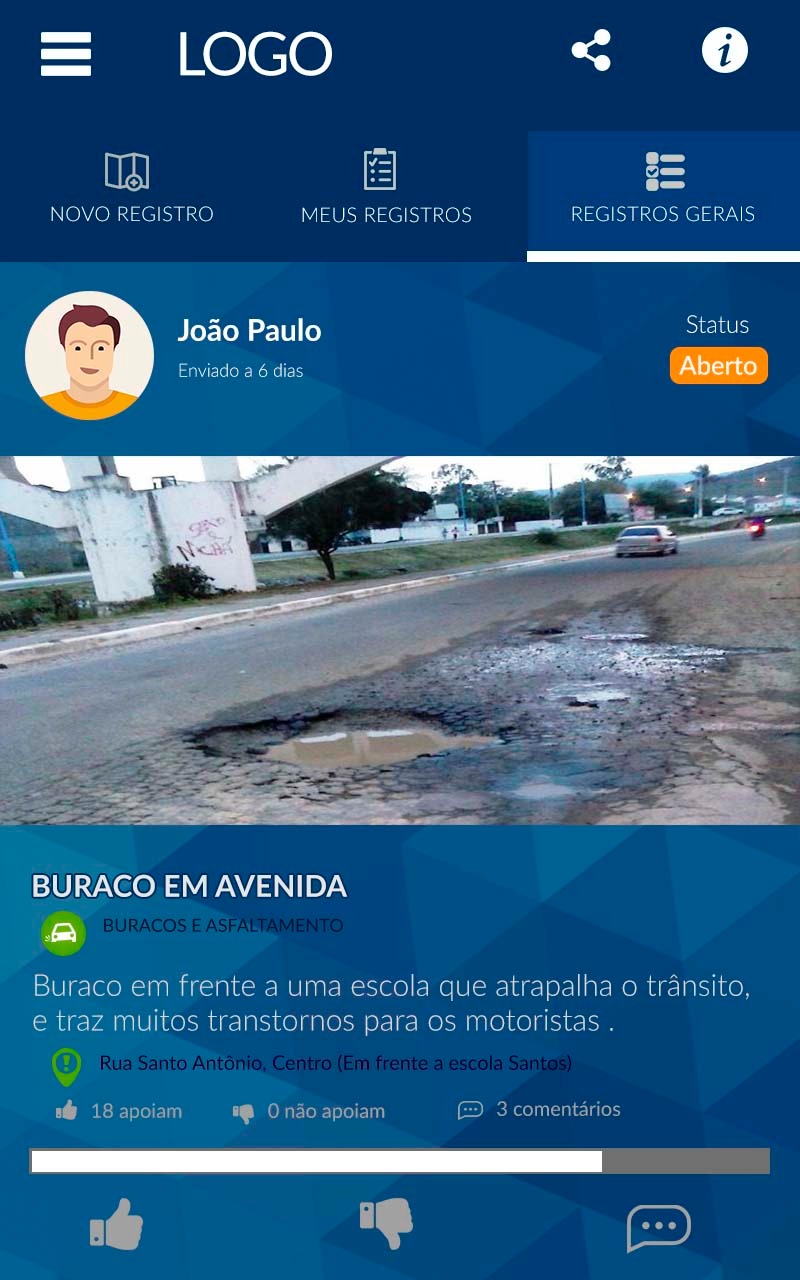 LOGO
NOVO REGISTRO
MEUS REGISTROS
REGISTROS GERAIS
João Paulo
Enviado a 6 dias
Status
Aberto
BURACO EM AVENIDA
BURACOS E ASFALTAMENTO
Buraco em frente a uma escola que atrapalha o trânsito,
e traz muitos transtornos para os motoristas .
Rua Santo Antônio, Centro (Em frente a escola Santos)
18 apoiam
0 não apoiam
3 comentários